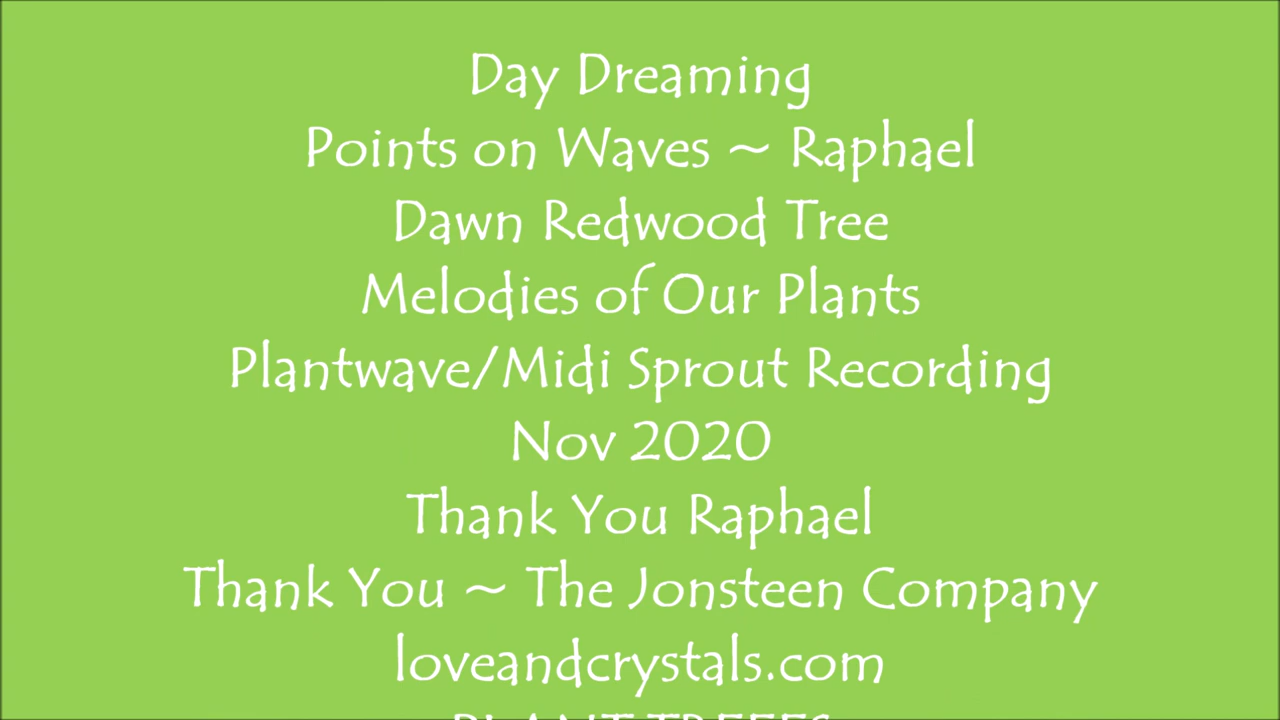 Day Dreaming
Points on Waves ~ Raphael
Dawn Redwood Tree
Melodies of Our Plants
Plantwave/Midi Sprout Recording
Nov 2020
Thank You Raphael
Thank You ~ The Jonsteen Company
loveandcrystals.com
PLANT